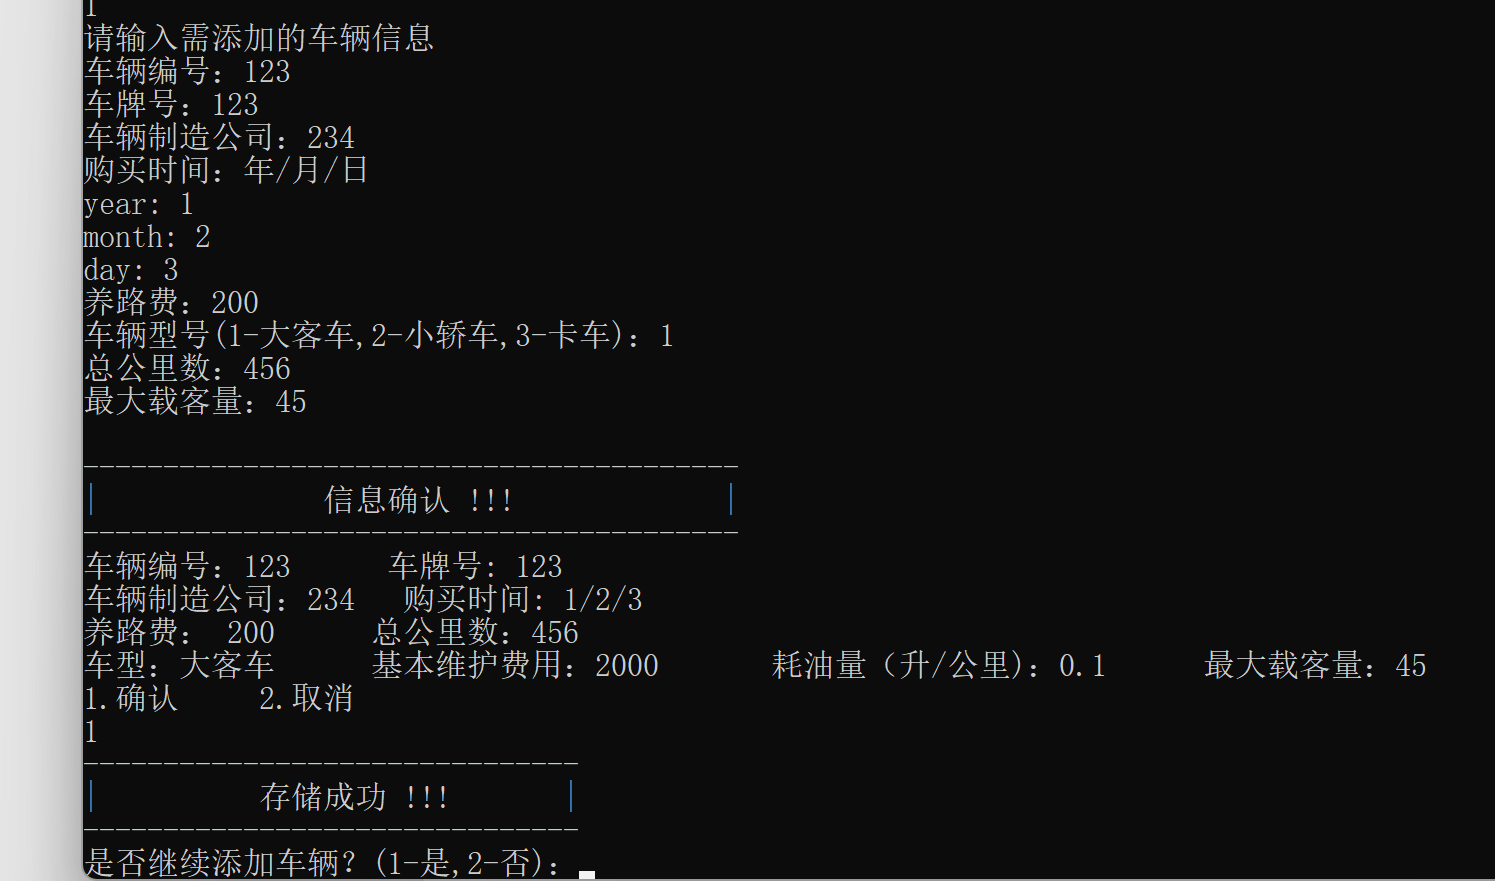 1
请输入需添加的车辆信息
车辆编号：123
车牌号：123
车辆制造公司：234
购买时间：年/月/日
year: 1
month: 2
day: 3
养路费：200
车辆型号(1-大客车,2-小轿车,3-卡车)：1
总公里数：456
最大载客量：45
-----------------------------------------
| 信息确认 !!! |
-----------------------------------------
车辆编号：123 车牌号: 123
车辆制造公司：234 购买时间: 1/2/3
养路费： 200 总公里数：456
车型：大客车 基本维护费用：2000 耗油量（升/公里)：0.1 最大载客量：45
1.确认 2.取消
1
-------------------------------
| 存储成功 !!! |
-------------------------------
是否继续添加车辆？(1-是,2-否)：